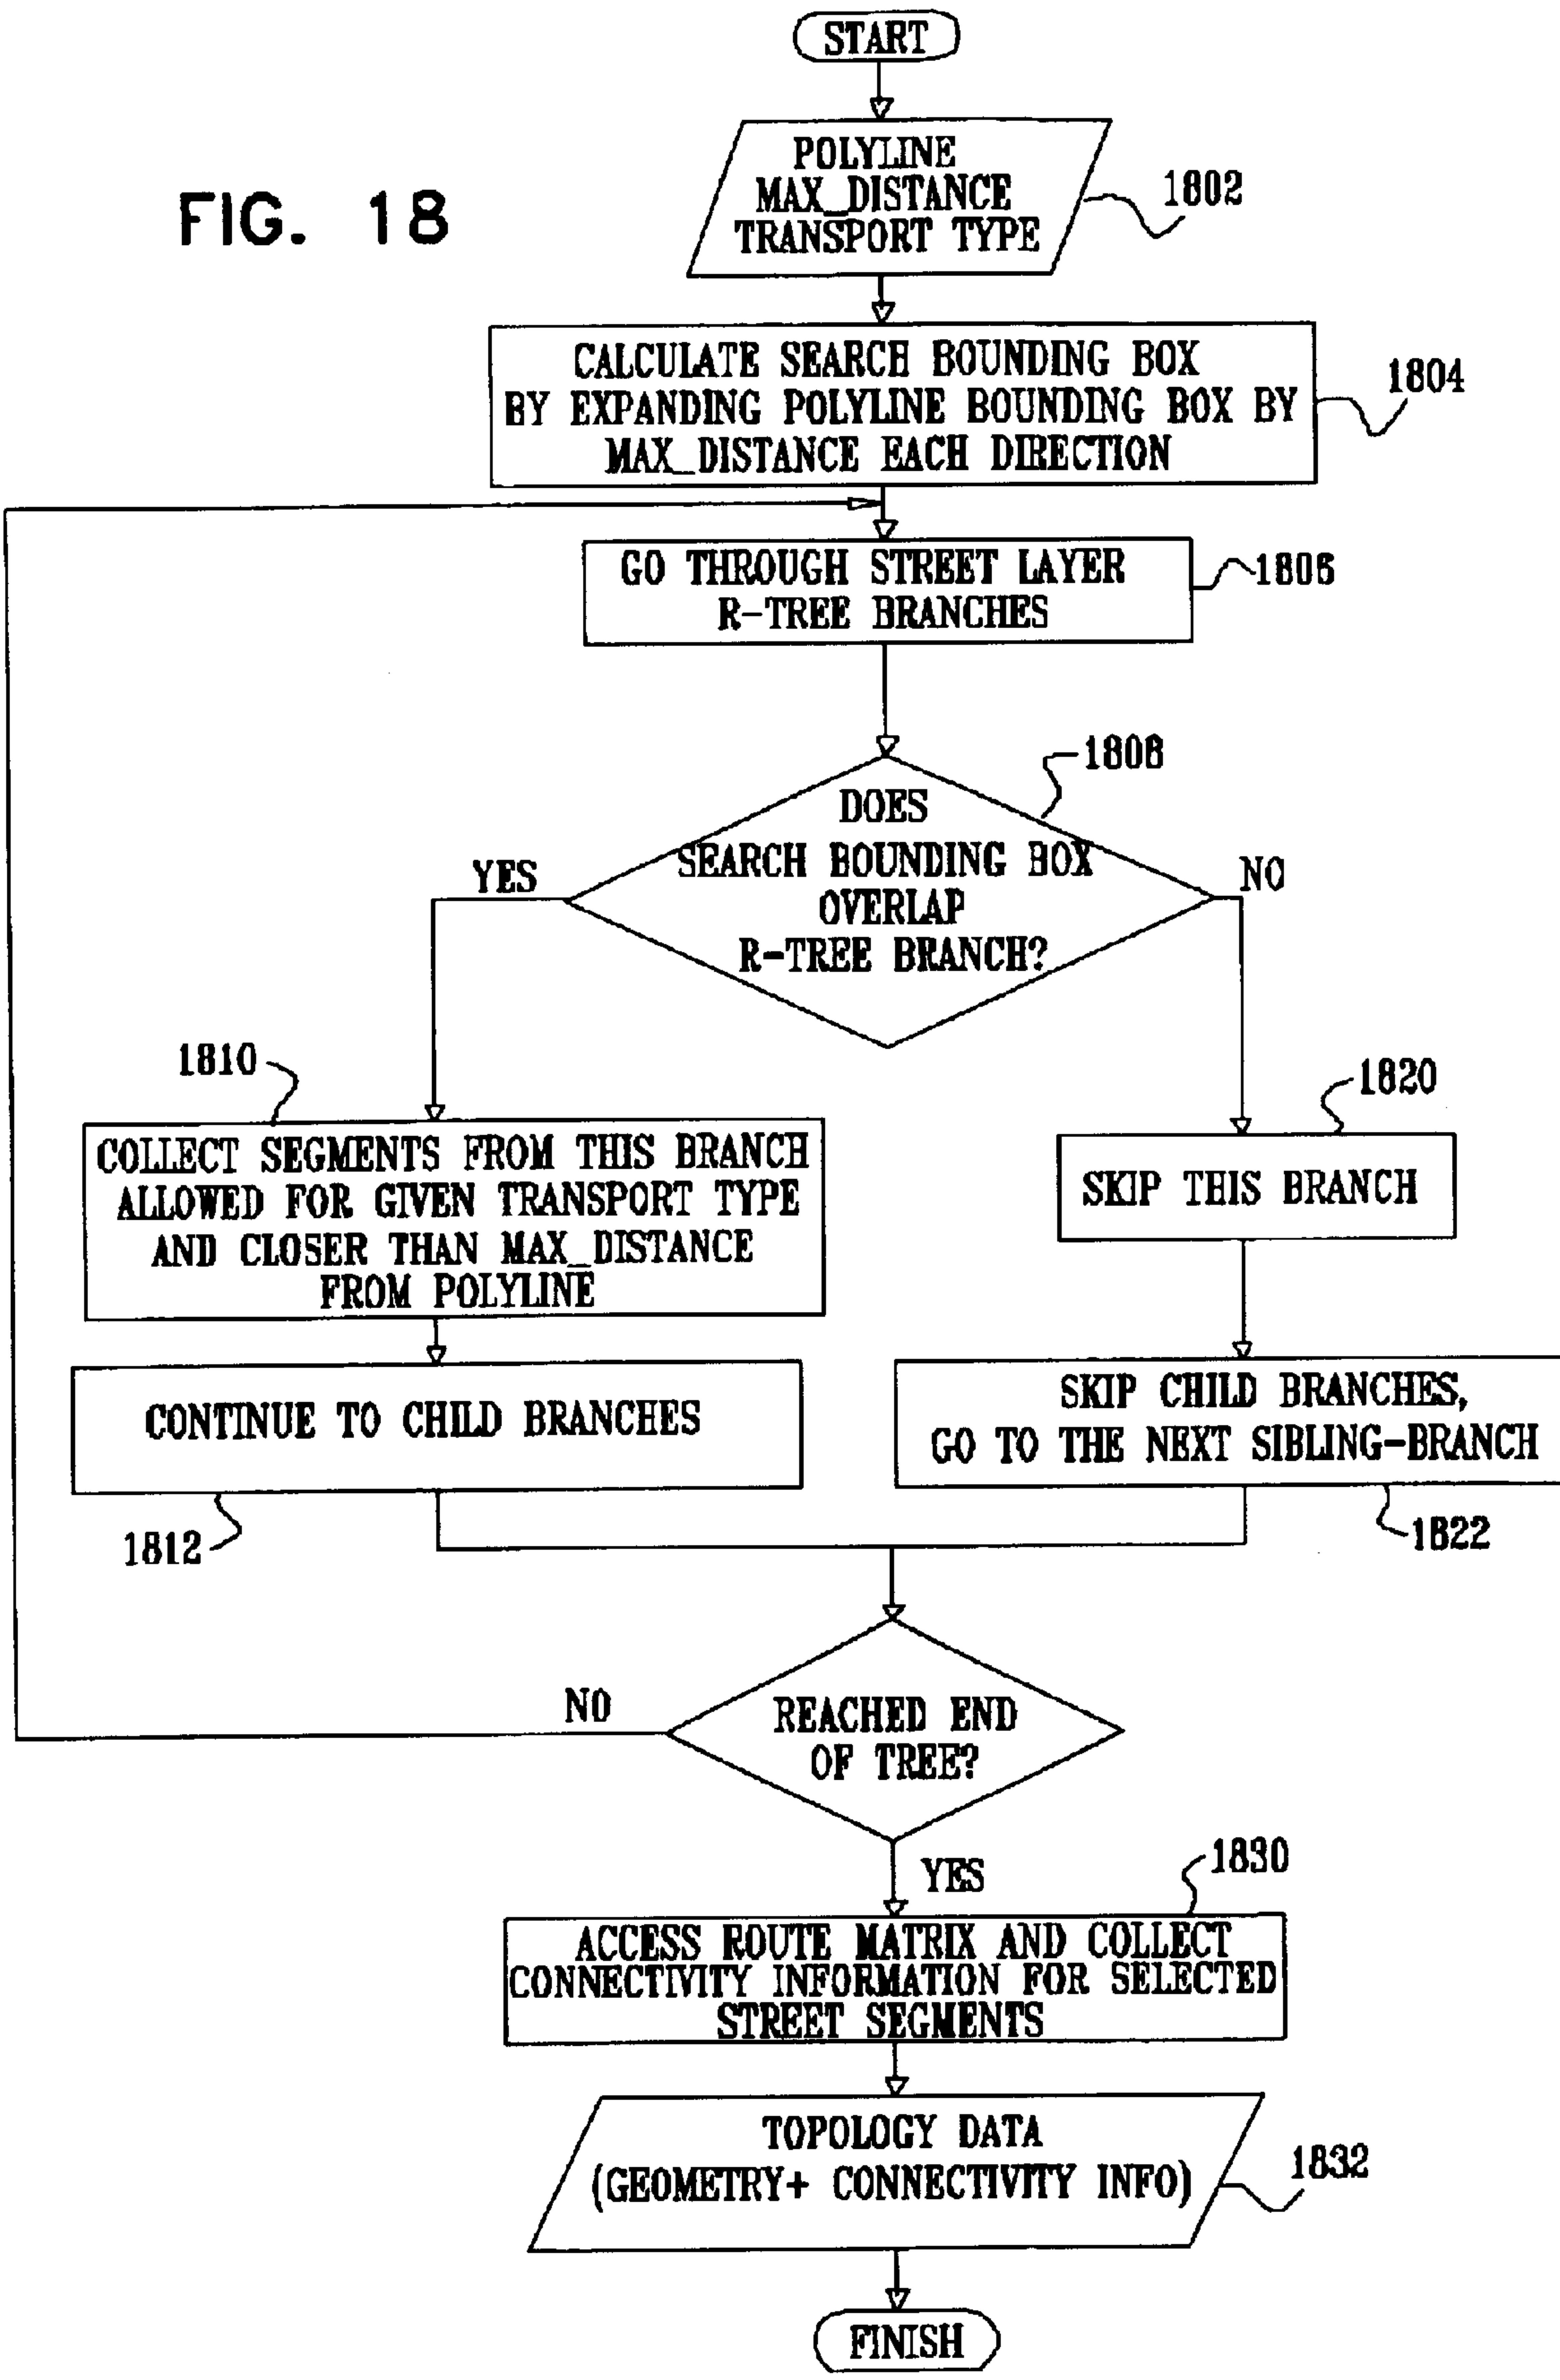 START
FIG. 18
POLYLINE
MAX_DISTANCE
TRANSPORT TYPE
1802
CALCULATE SEARCH BOUNDING BOX
BY EXPANDING POLYLINE BOUNDING BOX BY
MAX_DISTANCE EACH DIRECTION
1804
GO THROUGH STREET LAYER
R-TREE BRANCHES
1806
1808
DOES
SEARCH BOUNDING BOX
OVERLAP
R-TREE BRANCH?
YES
NO
1810
COLLECT SEGMENTS FROM THIS BRANCH
ALLOWED FOR GIVEN TRANSPORT TYPE
AND CLOSER THAN MAX_DISTANCE
FROM POLYLINE
1820
SKIP THIS BRANCH
CONTINUE TO CHILD BRANCHES
1812
SKIP CHILD BRANCHES,
GO TO THE NEXT SIBLING-BRANCH
1822
REACHED END
OF TREE?
NO
YES
1830
ACCESS ROUTE MATRIX AND COLLECT
CONNECTIVITY INFORMATION FOR SELECTED
STREET SEGMENTS
TOPOLOGY DATA
(GEOMETRY+ CONNECTIVITY INFO)
1832
FINISH